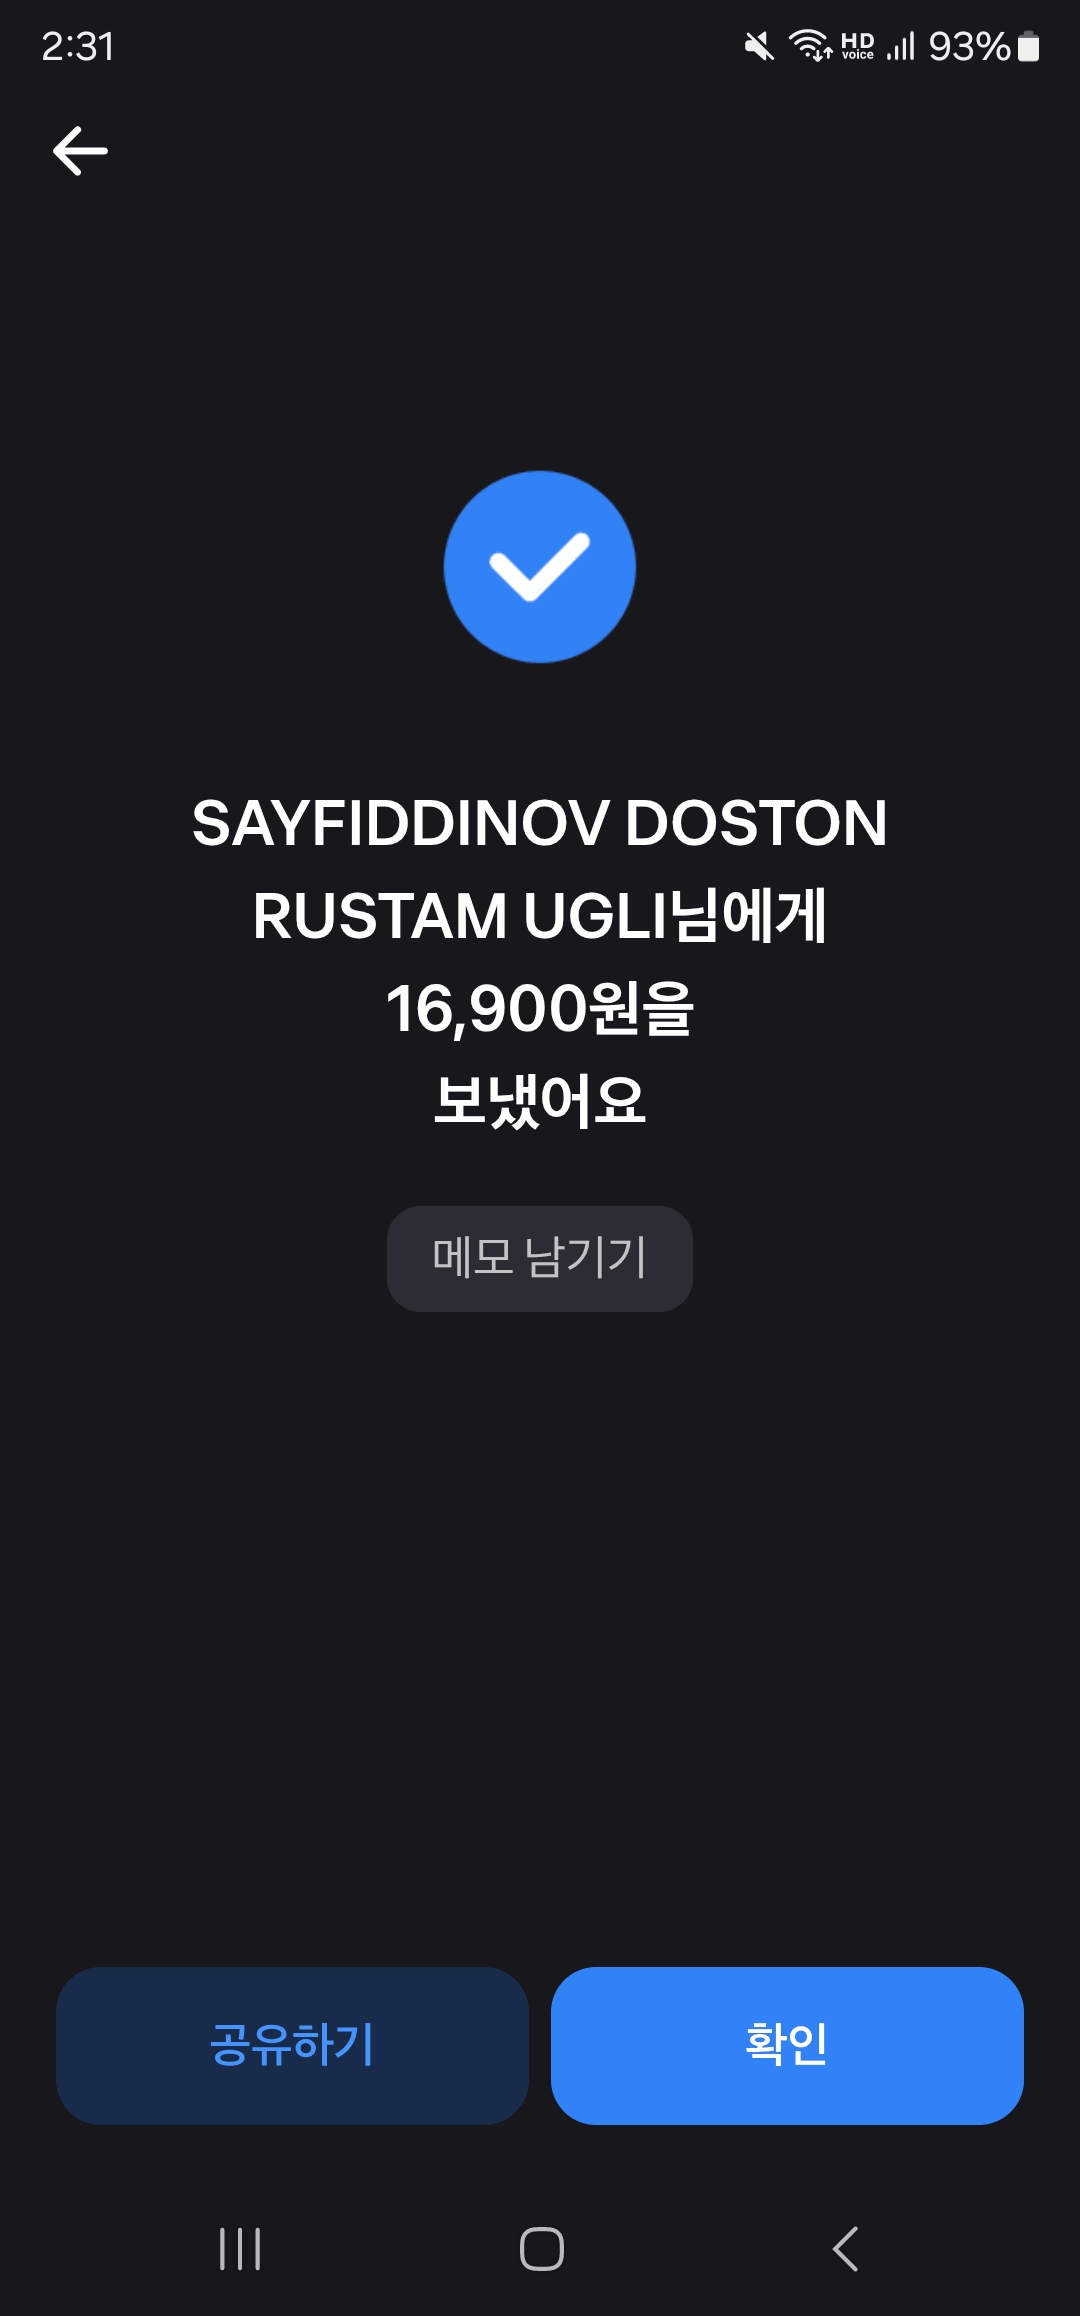 2:31
HD voice 93%
SAYFIDDINOV DOSTON
RUSTAM UGLI님에게
16,900원을
보냈어요
메모 남기기
공유하기
확인